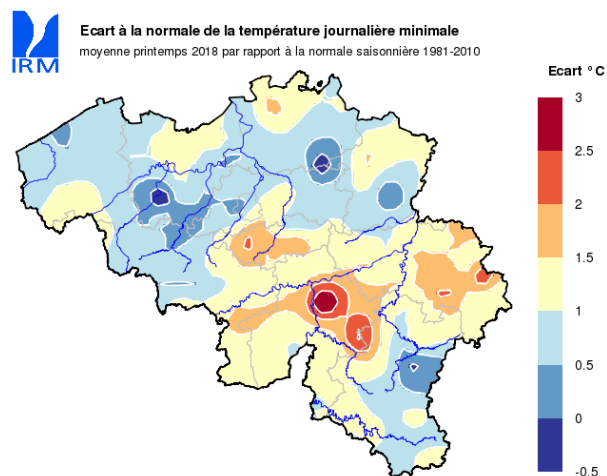 Ecart à la normale de la température journalière minimale
moyenne printemps 2018 par rapport à la normale saisonnière 1981-2010
IRM
Ecart °C
3
2.5
2
1.5
1
0.5
0
-0.5